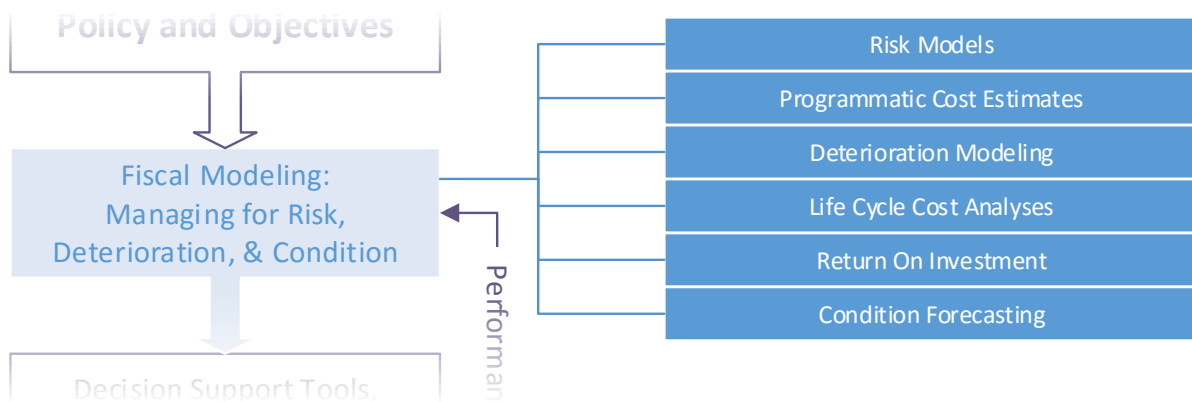 Policy and Objectives
Fiscal Modeling:
Managing for Risk,
Deterioration, & Condition
Performan
Decision Support Tools,
Risk Models
Programmatic Cost Estimates
Deterioration Modeling
Life Cycle Cost Analyses
Return On Investment
Condition Forecasting